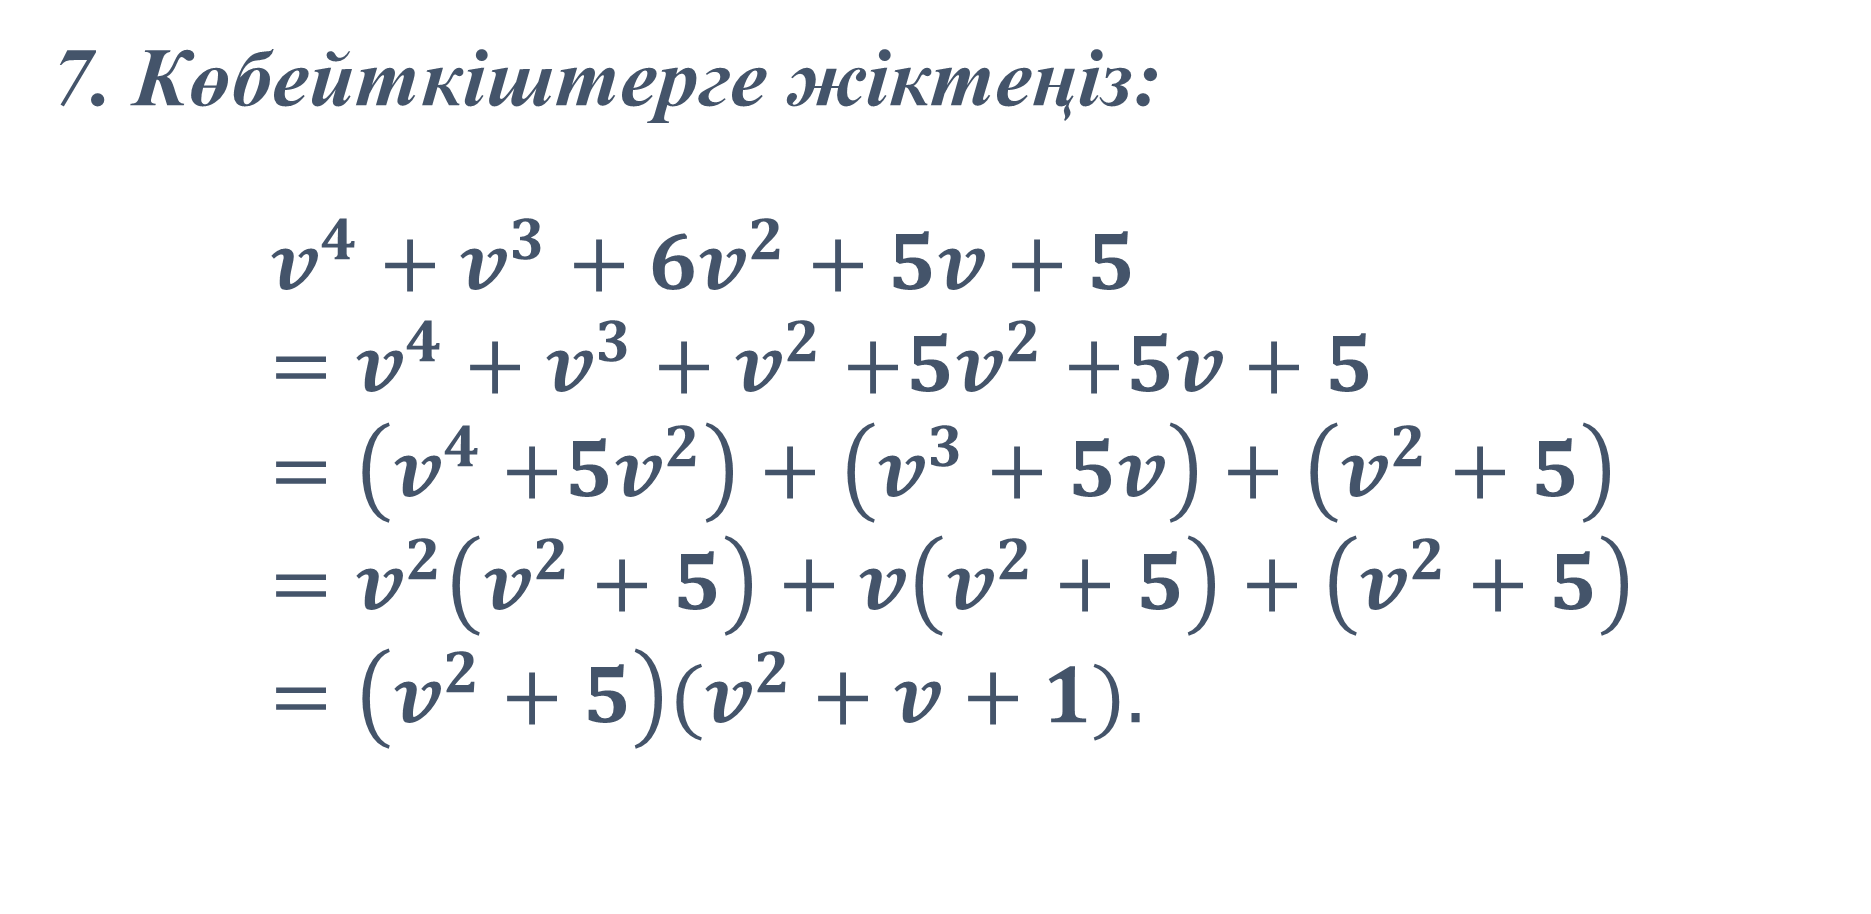 7. Көбейткіштерге жіктеңіз:
v⁴ + v³ + 6v² + 5v + 5
= v⁴ + v³ + v² +5v² +5v + 5
= (v⁴ +5v²) + (v³ + 5v) + (v² + 5)
= v²(v² + 5) + v(v² + 5) + (v² + 5)
= (v² + 5)(v² + v + 1).